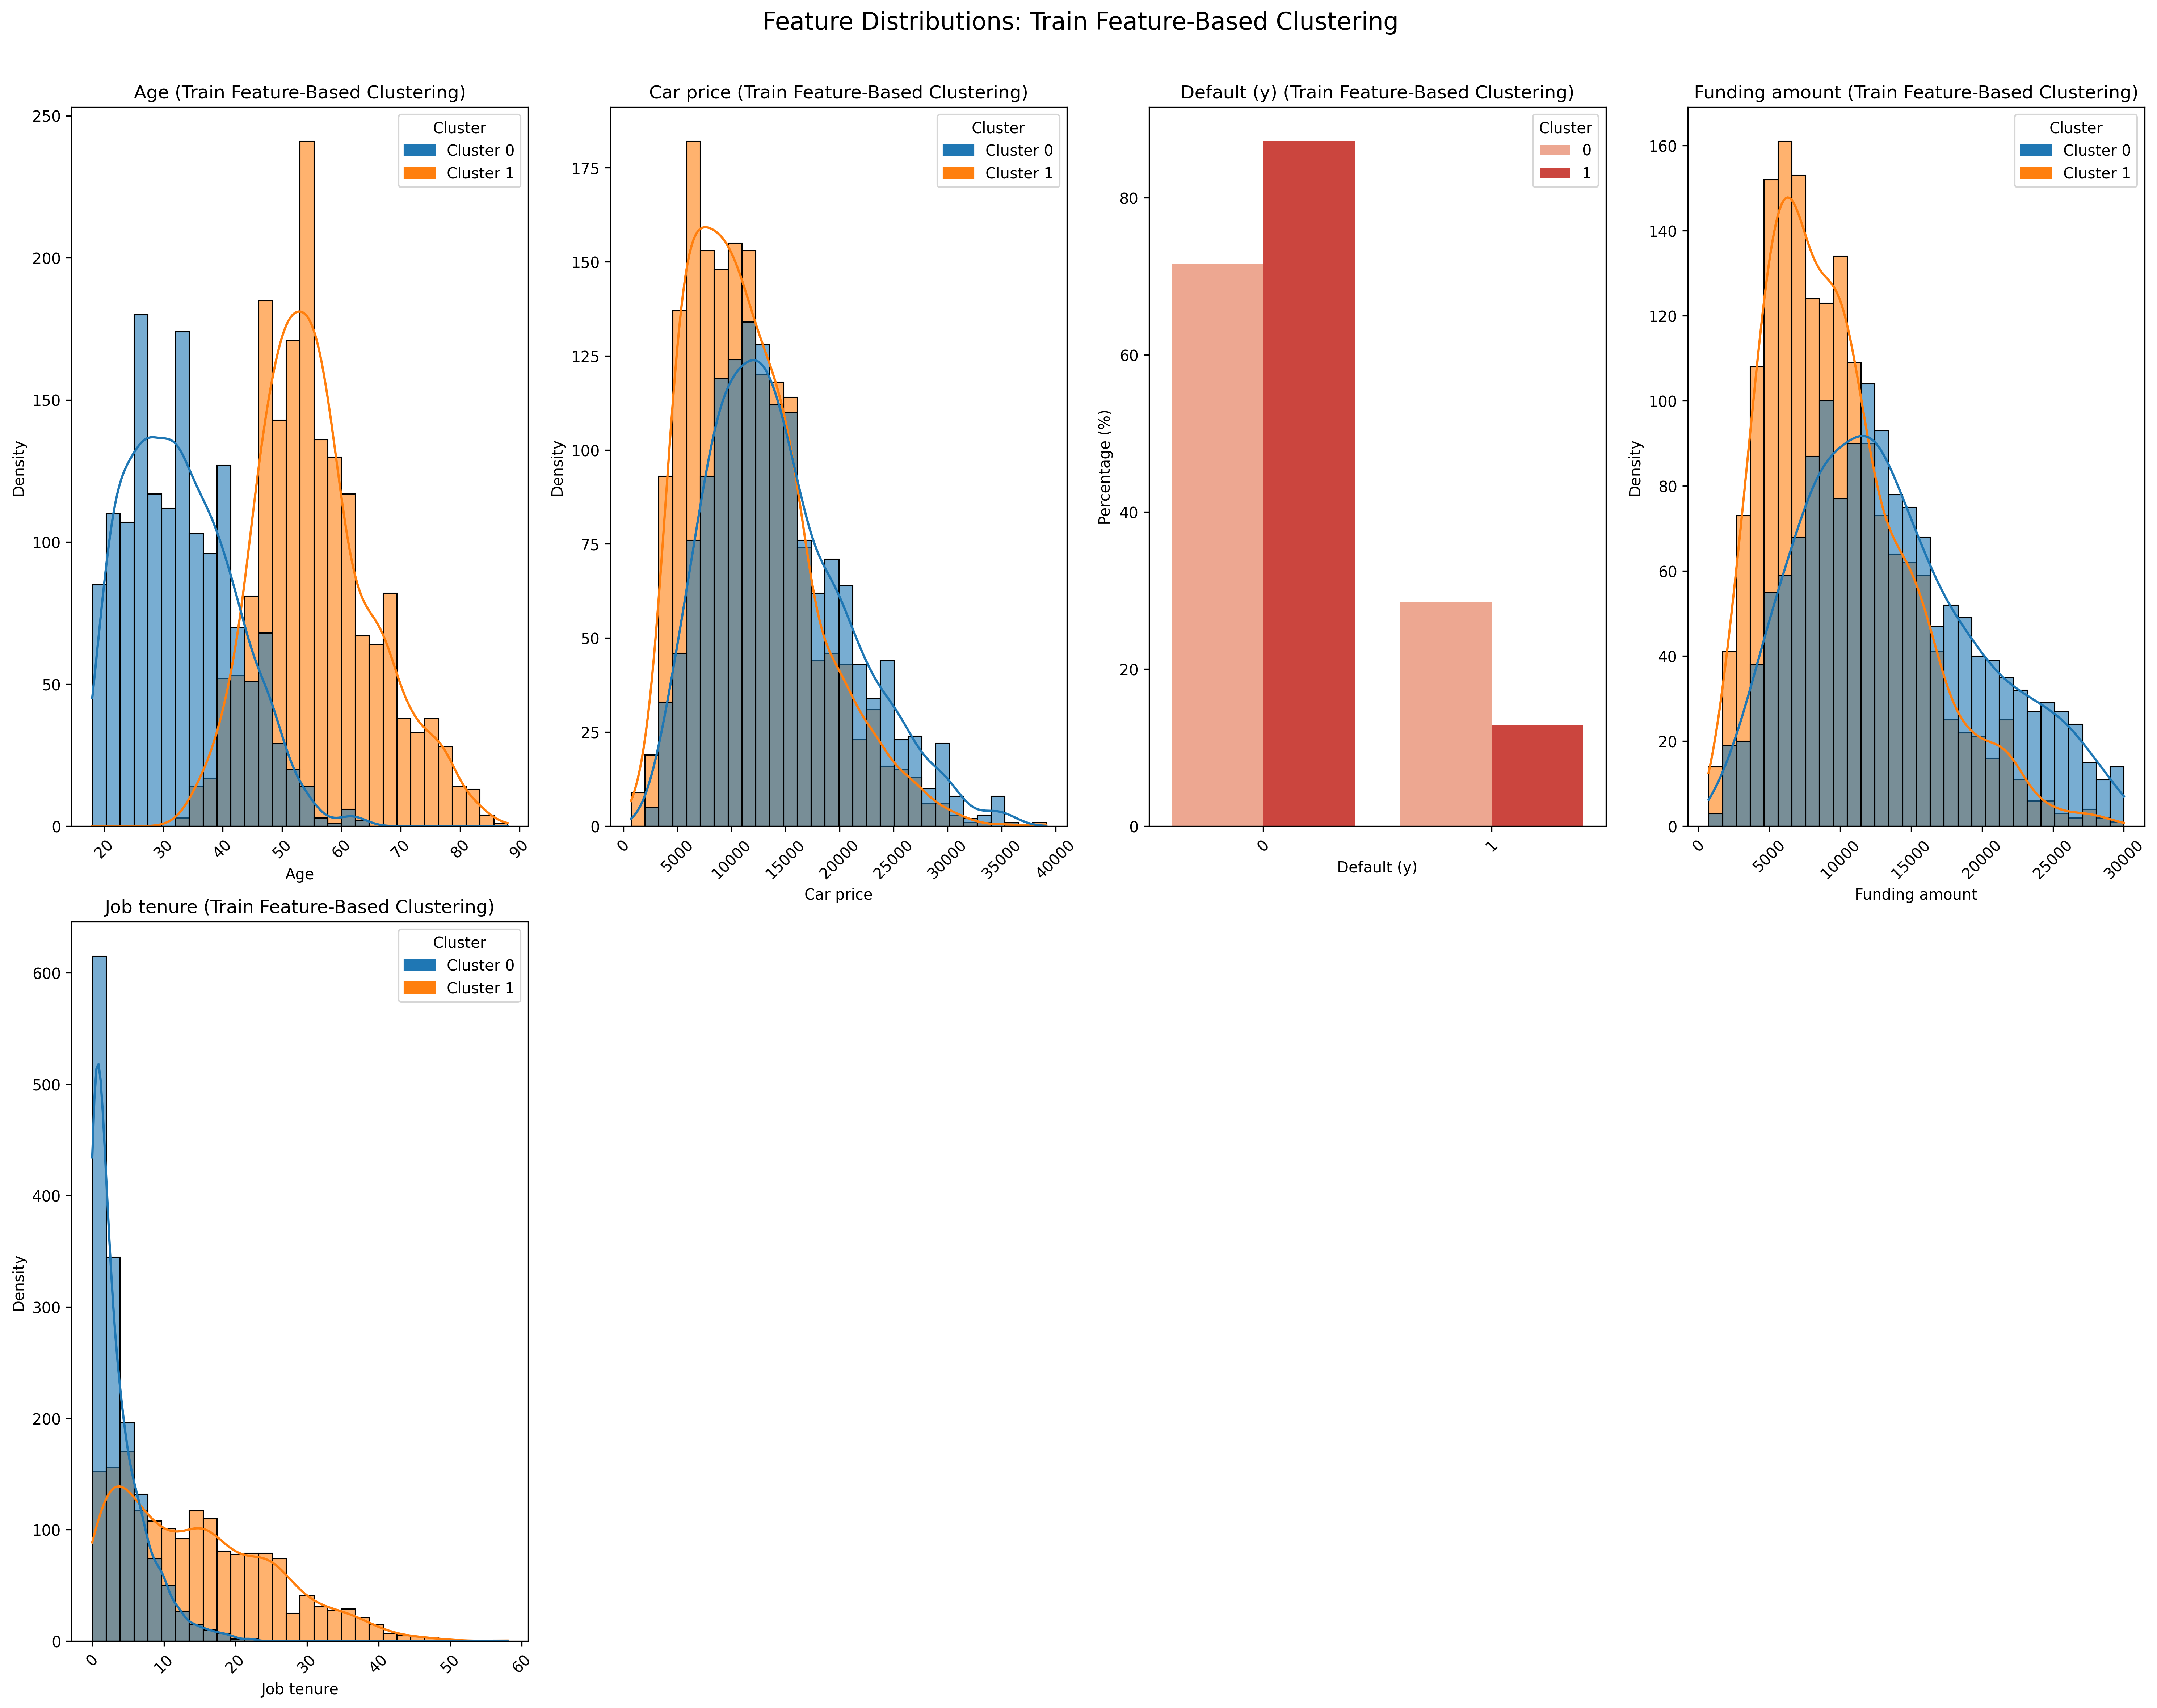 Feature Distributions: Train Feature-Based Clustering
Age (Train Feature-Based Clustering)
Density
250
200
150
100
50
0
20
30
40
50
60
70
80
90
Age
Cluster
Cluster 0
Cluster 1
Car price (Train Feature-Based Clustering)
Density
175
150
125
100
75
50
25
0
0
5000
10000
15000
20000
25000
30000
35000
40000
Car price
Cluster
Cluster 0
Cluster 1
Default (y) (Train Feature-Based Clustering)
Percentage (%)
80
60
40
20
0
0
1
Default (y)
Cluster
0
1
Funding amount (Train Feature-Based Clustering)
Density
160
140
120
100
80
60
40
20
0
0
5000
10000
15000
20000
25000
30000
Funding amount
Cluster
Cluster 0
Cluster 1
Job tenure (Train Feature-Based Clustering)
Density
600
500
400
300
200
100
0
0
10
20
30
40
50
60
Job tenure
Cluster
Cluster 0
Cluster 1